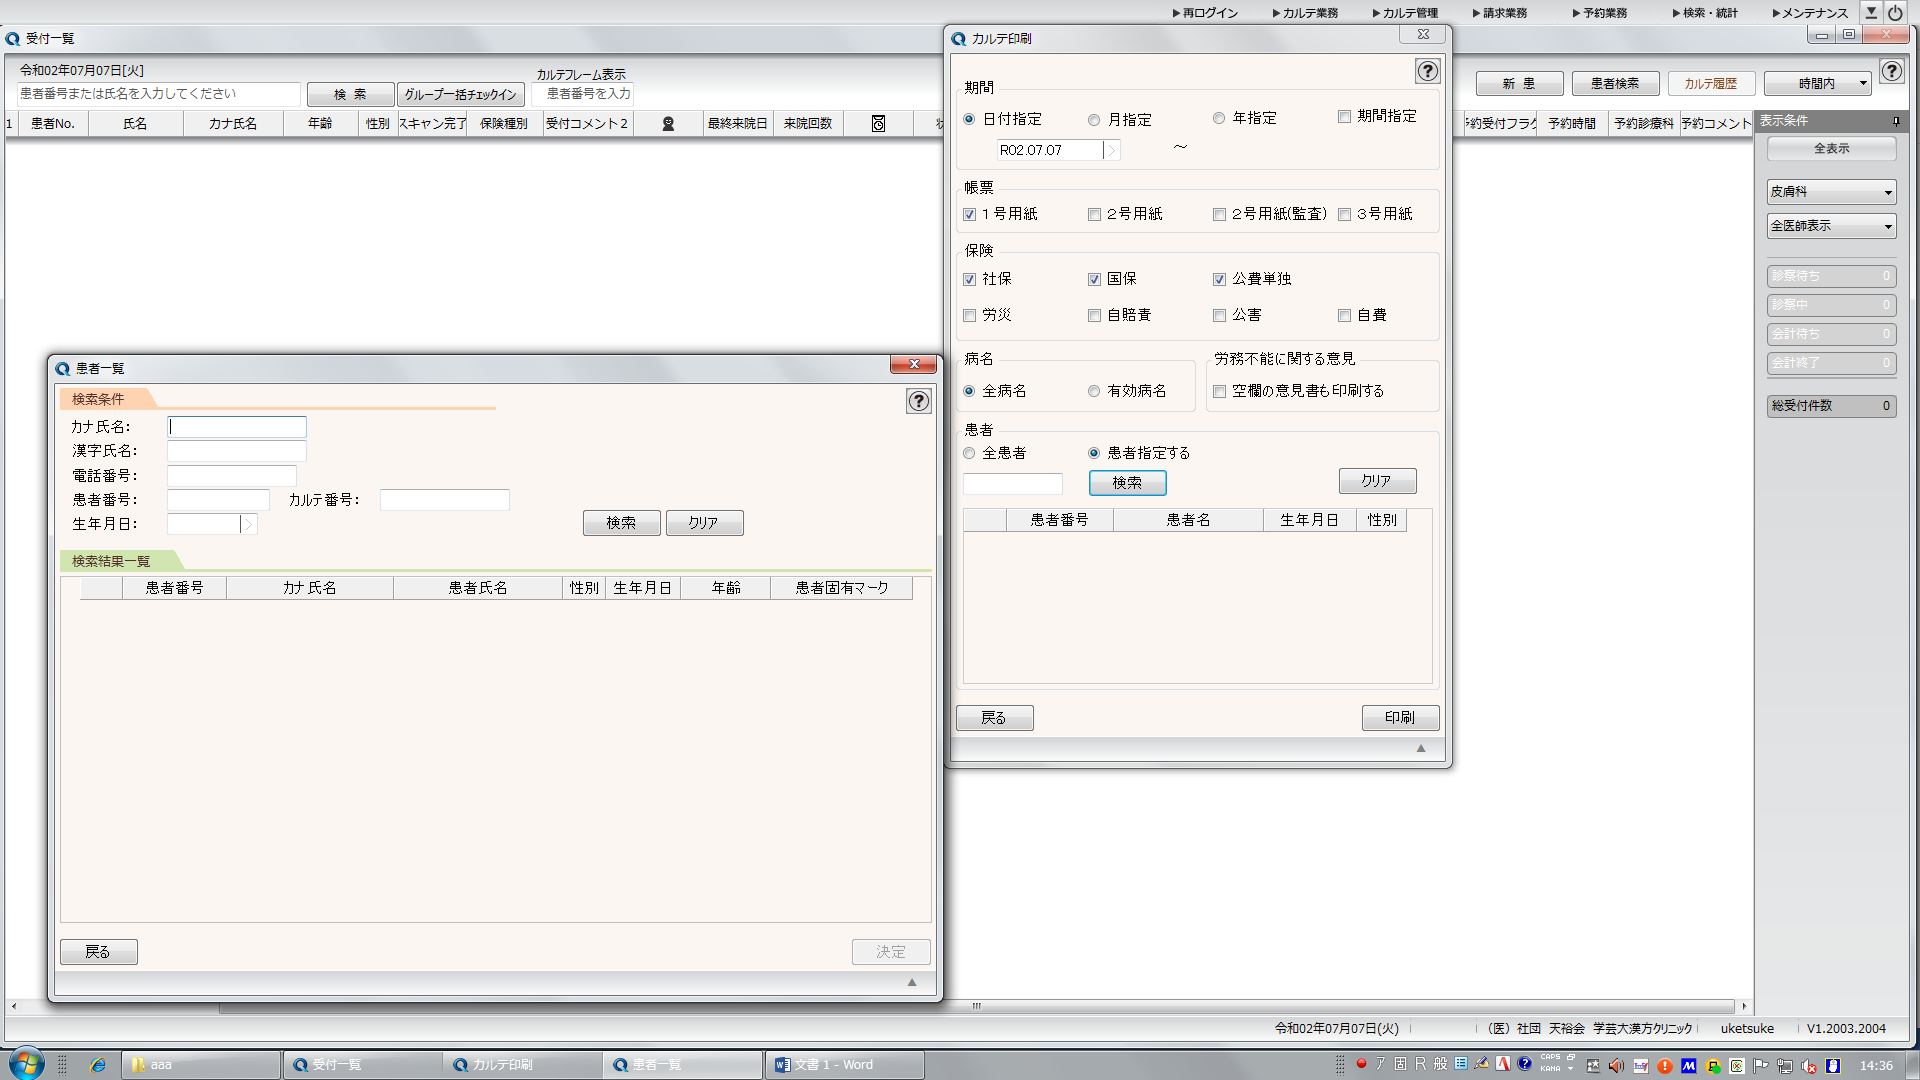 ▶再ログイン ▶カルテ業務 ▶カルテ管理 ▶請求業務 ▶予約業務 ▶検索・統計 ▶メンテナンス
受付一覧
令和02年07月07日[火]
患者番号または氏名を入力してください
検 索
グループ一括チェックイン
カルテフレーム表示
患者番号を入力
新 患
患者検索
カルテ履歴
時間内
1 患者No. 氏名 カナ氏名 年齢 性別 スキャン完了 保険種別 受付コメント2 最終来院日 来院回数
予約受付フラグ 予約時間 予約診療科 予約コメント
表示条件
全表示
皮膚科
全医師表示
診察待ち 0
診察中 0
会計待ち 0
会計終了 0
総受付件数 0
カルテ印刷
期間
日付指定 月指定 年指定 期間指定
R02.07.07 ～
帳票
1号用紙 2号用紙 2号用紙(監査) 3号用紙
保険
社保 国保 公費単独
労災 自賠責 公害 自費
病名
全病名 有効病名
労務不能に関する意見
空欄の意見書も印刷する
患者
全患者 患者指定する
検索 クリア
患者番号 患者名 生年月日 性別
戻る 印刷
患者一覧
検索条件
カナ氏名：
漢字氏名：
電話番号：
患者番号： カルテ番号：
生年月日：
検索 クリア
検索結果一覧
患者番号 カナ氏名 患者氏名 性別 生年月日 年齢 患者固有マーク
戻る 決定
令和02年07月07日(火) （医）社団 天裕会 学芸大漢方クリニック uketsuke V1.2003.2004
aaa 受付一覧 カルテ印刷 患者一覧 文書 1 - Word
ア 固 R 般 CAPS KANA 14:36